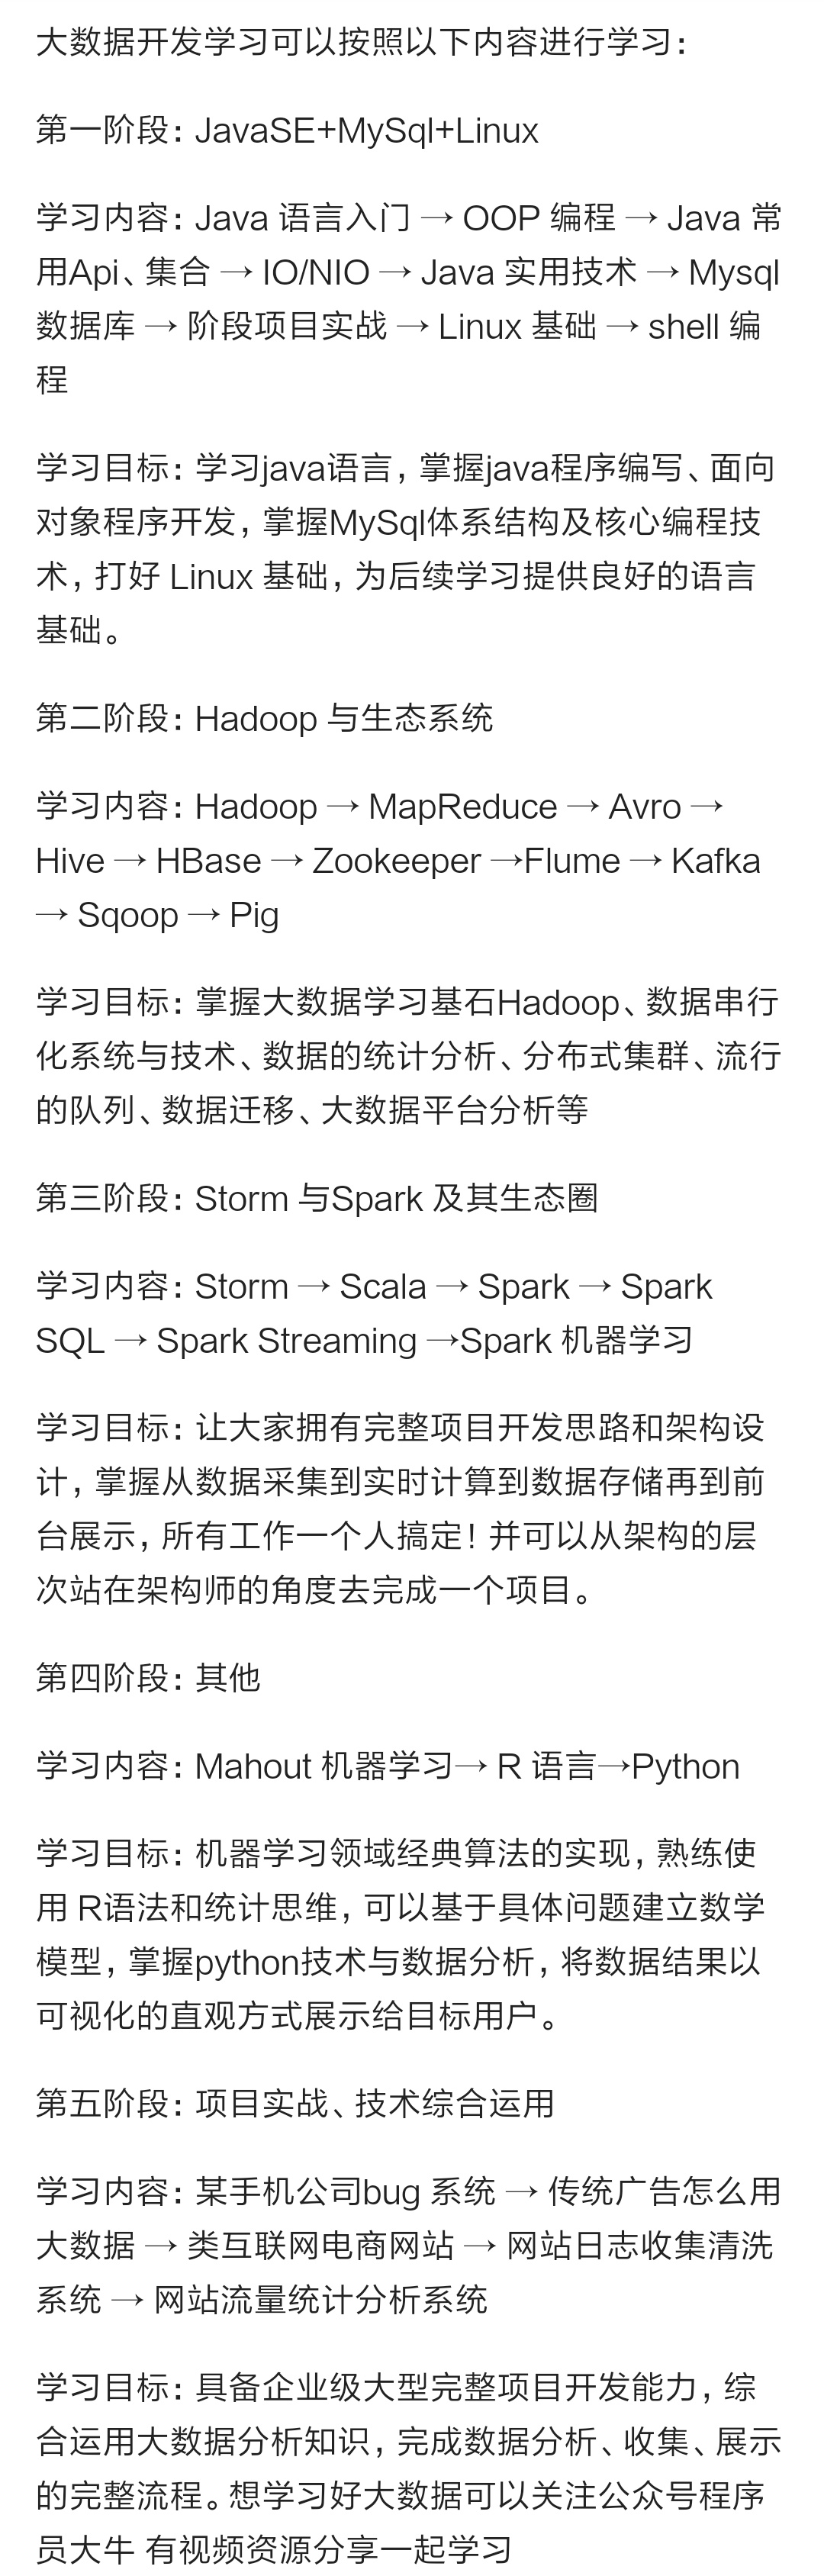 大数据开发学习可以按照以下内容进行学习：
第一阶段：JavaSE+MySql+Linux
学习内容：Java 语言入门 → OOP 编程 → Java 常
用Api、集合 → IO/NIO → Java 实用技术 → Mysql
数据库 → 阶段项目实战 → Linux 基础 → shell 编
程
学习目标：学习java语言，掌握java程序编写、面向
对象程序开发，掌握MySql体系结构及核心编程技
术，打好 Linux 基础，为后续学习提供良好的语言
基础。
第二阶段：Hadoop 与生态系统
学习内容：Hadoop → MapReduce → Avro →
Hive → HBase → Zookeeper →Flume → Kafka
→ Sqoop → Pig
学习目标：掌握大数据学习基石Hadoop、数据串行
化系统与技术、数据的统计分析、分布式集群、流行
的队列、数据迁移、大数据平台分析等
第三阶段：Storm 与Spark 及其生态圈
学习内容：Storm → Scala → Spark → Spark
SQL → Spark Streaming →Spark 机器学习
学习目标：让大家拥有完整项目开发思路和架构设
计，掌握从数据采集到实时计算到数据存储再到前
台展示，所有工作一个人搞定！并可以从架构的层
次站在架构师的角度去完成一个项目。
第四阶段：其他
学习内容：Mahout 机器学习→ R 语言→Python
学习目标：机器学习领域经典算法的实现，熟练使
用 R语法和统计思维，可以基于具体问题建立数学
模型，掌握python技术与数据分析，将数据结果以
可视化的直观方式展示给目标用户。
第五阶段：项目实战、技术综合运用
学习内容：某手机公司bug 系统 → 传统广告怎么用
大数据 → 类互联网电商网站 → 网站日志收集清洗
系统 → 网站流量统计分析系统
学习目标：具备企业级大型完整项目开发能力，综
合运用大数据分析知识，完成数据分析、收集、展示
的完整流程。想学习好大数据可以关注公众号程序
员大牛 有视频资源分享一起学习